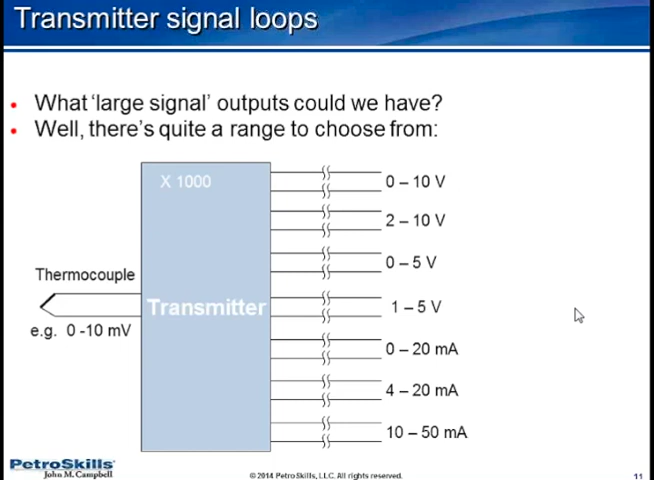 Transmitter signal loops
• What ‘large signal’ outputs could we have?
• Well, there’s quite a range to choose from:
X 1000
0 – 10 V
2 – 10 V
0 – 5 V
Thermocouple
Transmitter
1 – 5 V
e.g. 0 -10 mV
0 – 20 mA
4 – 20 mA
10 – 50 mA
PetroSkills
John M. Campbell
© 2014 PetroSkills, LLC. All rights reserved.
11